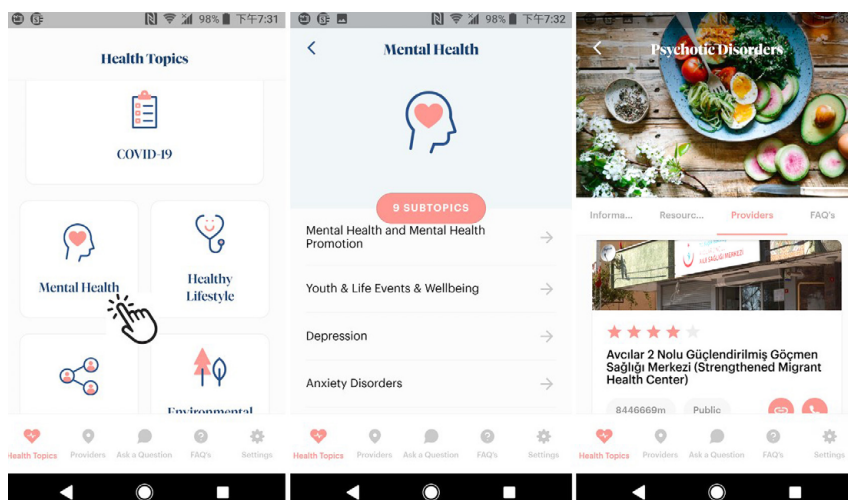 98% 下午7:31
Health Topics
COVID-19
Mental Health
Healthy
Lifestyle
Environmental
Health Topics
Providers
Ask a Question
FAQ's
Settings
98% 下午7:32
Mental Health
9 SUBTOPICS
Mental Health and Mental Health
Promotion
Youth & Life Events & Wellbeing
Depression
Anxiety Disorders
Health Topics
Providers
Ask a Question
FAQ's
Settings
Psychotic Disorders
Informa...
Resourc...
Providers
FAQ's
Avcılar 2 Nolu Güçlendirilmiş Göçmen
Sağlığı Merkezi (Strengthened Migrant
Health Center)
8446669m
Public
Health Topics
Providers
Ask a Question
FAQ's
Settings